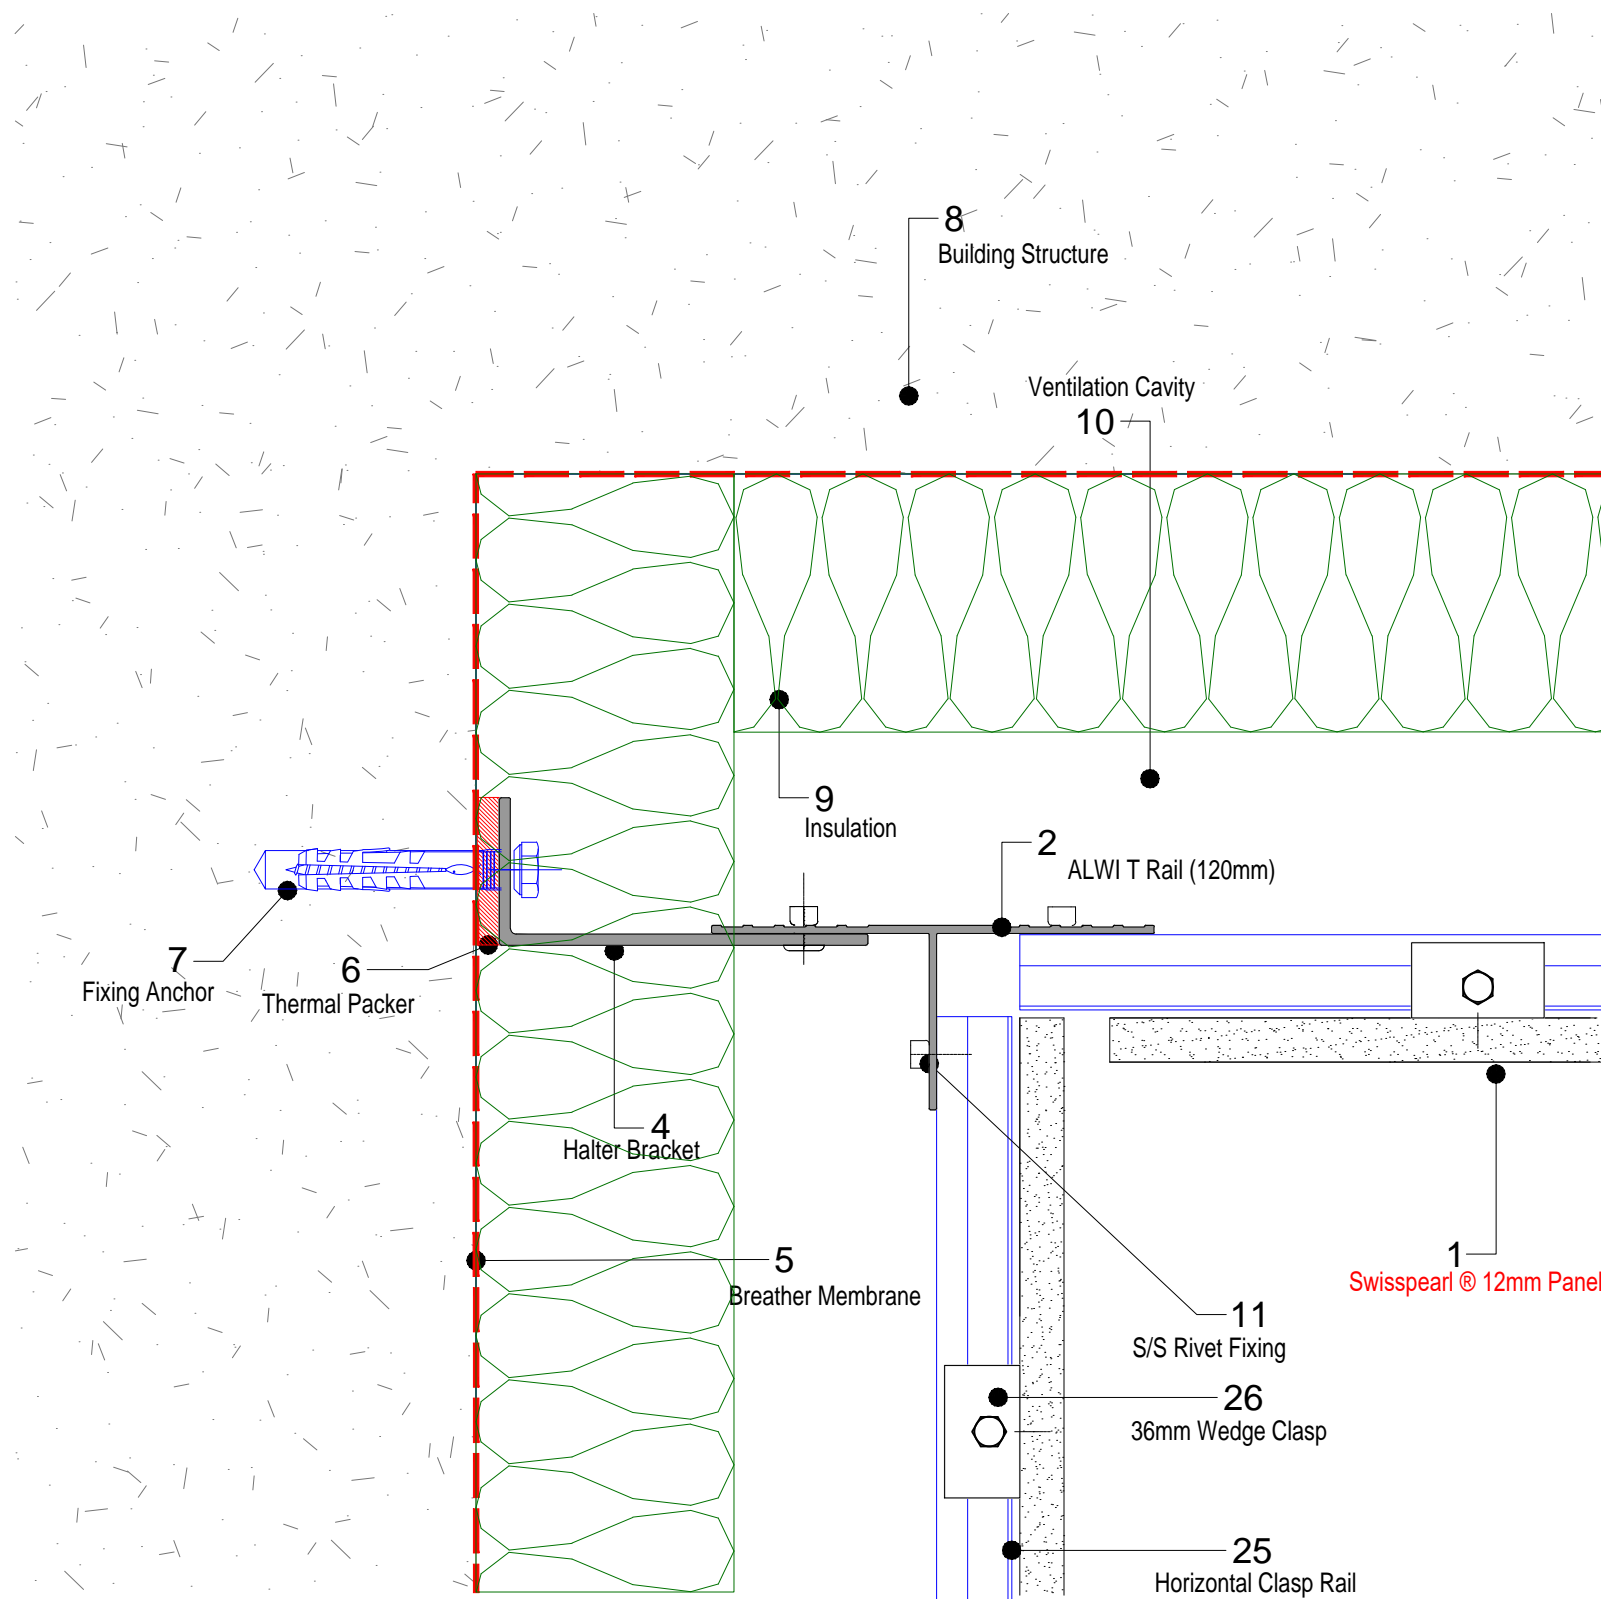 8
Building Structure
Ventilation Cavity
10
9
Insulation
2
ALWI T Rail (120mm)
7
Fixing Anchor
6
Thermal Packer
4
Halter Bracket
5
Breather Membrane
1
Swisspearl ® 12mm Panel
11
S/S Rivet Fixing
26
36mm Wedge Clasp
25
Horizontal Clasp Rail